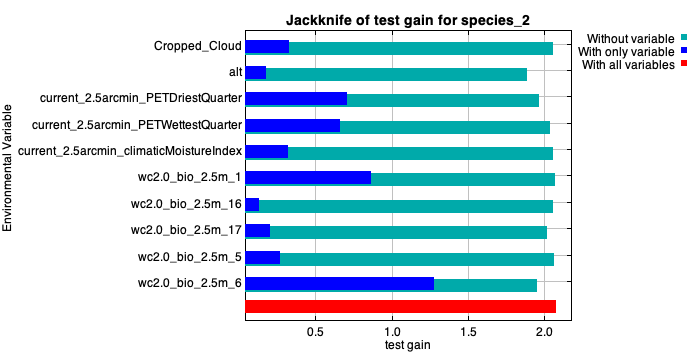 Jackknife of test gain for species_2
Without variable
With only variable
With all variables
Environmental Variable
Cropped_Cloud
alt
current_2.5arcmin_PETDriestQuarter
current_2.5arcmin_PETWettestQuarter
current_2.5arcmin_climaticMoistureIndex
wc2.0_bio_2.5m_1
wc2.0_bio_2.5m_16
wc2.0_bio_2.5m_17
wc2.0_bio_2.5m_5
wc2.0_bio_2.5m_6
0.5 1.0 1.5 2.0
test gain